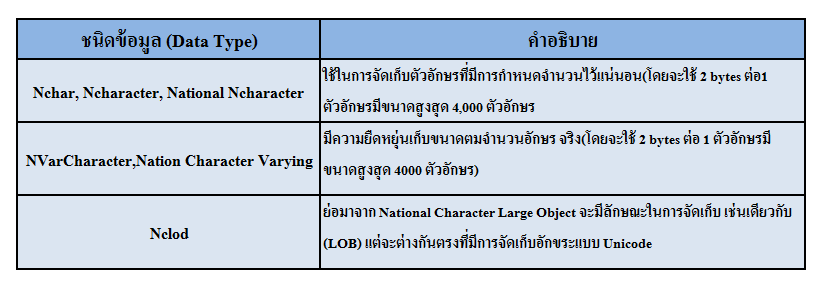 ชนิดข้อมูล (Data Type)
คำอธิบาย
Nchar, Ncharacter, National Ncharacter
ใช้ในการจัดเก็บตัวอักษรที่มีการกำหนดจำนวนไว้แน่นอน(โดยจะใช้ 2 bytes ต่อ1
ตัวอักษรมีขนาดสูงสุด 4,000 ตัวอักษร
NVarCharacter,Nation Character Varying
มีความยืดหยุ่นเก็บขนาดตมจำนวนอักษร จริง(โดยจะใช้ 2 bytes ต่อ 1 ตัวอักษรมี
ขนาดสูงสุด 4000 ตัวอักษร)
Nclod
ย่อมาจาก National Character Large Object จะมีลักษณะในการจัดเก็บ เช่นเดียวกับ
(LOB) แต่จะต่างกันตรงที่มีการจัดเก็บอักขระแบบ Unicode